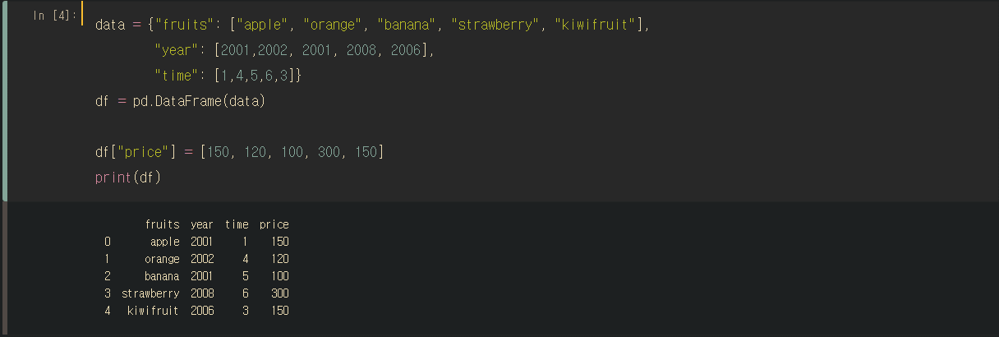 In [4]:
data = {"fruits": ["apple", "orange", "banana", "strawberry", "kiwifruit"],
"year": [2001,2002, 2001, 2008, 2006],
"time": [1,4,5,6,3]}
df = pd.DataFrame(data)
df["price"] = [150, 120, 100, 300, 150]
print(df)
fruits year time price
0 apple 2001 1 150
1 orange 2002 4 120
2 banana 2001 5 100
3 strawberry 2008 6 300
4 kiwifruit 2006 3 150